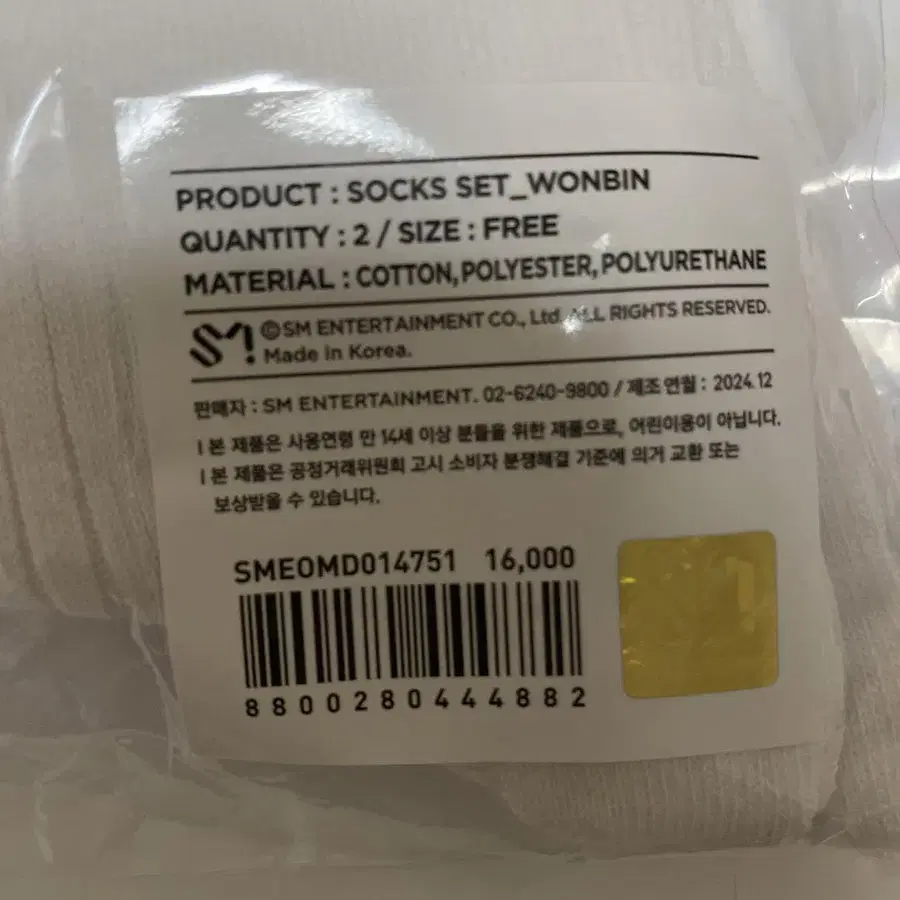 PRODUCT : SOCKS SET_WONBIN
QUANTITY : 2 / SIZE : FREE
MATERIAL : COTTON, POLYESTER, POLYURETHANE
SM! ©SM ENTERTAINMENT CO., Ltd. ALL RIGHTS RESERVED.
Made in Korea.
판매자 : SM ENTERTAINMENT. 02-6240-9800 / 제조연월 : 2024.12
l 본 제품은 사용연령 만 14세 이상 분들을 위한 제품으로, 어린이용이 아닙니다.
l 본 제품은 공정거래위원회 고시 소비자 분쟁해결 기준에 의거 교환 또는
보상받을 수 있습니다.
SMEOMD014751 16,000
8800280444882